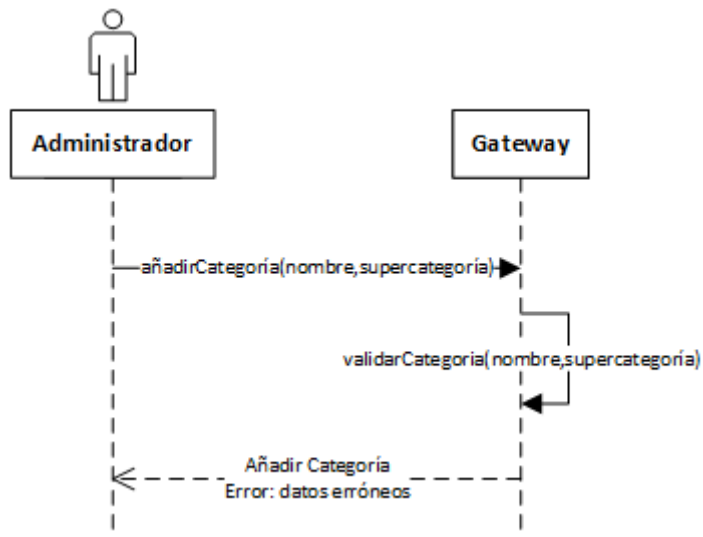 Administrador
Gateway
añadirCategoría(nombre,supercategoría)
validarCategoria(nombre,supercategoría)
Añadir Categoría
Error: datos erróneos